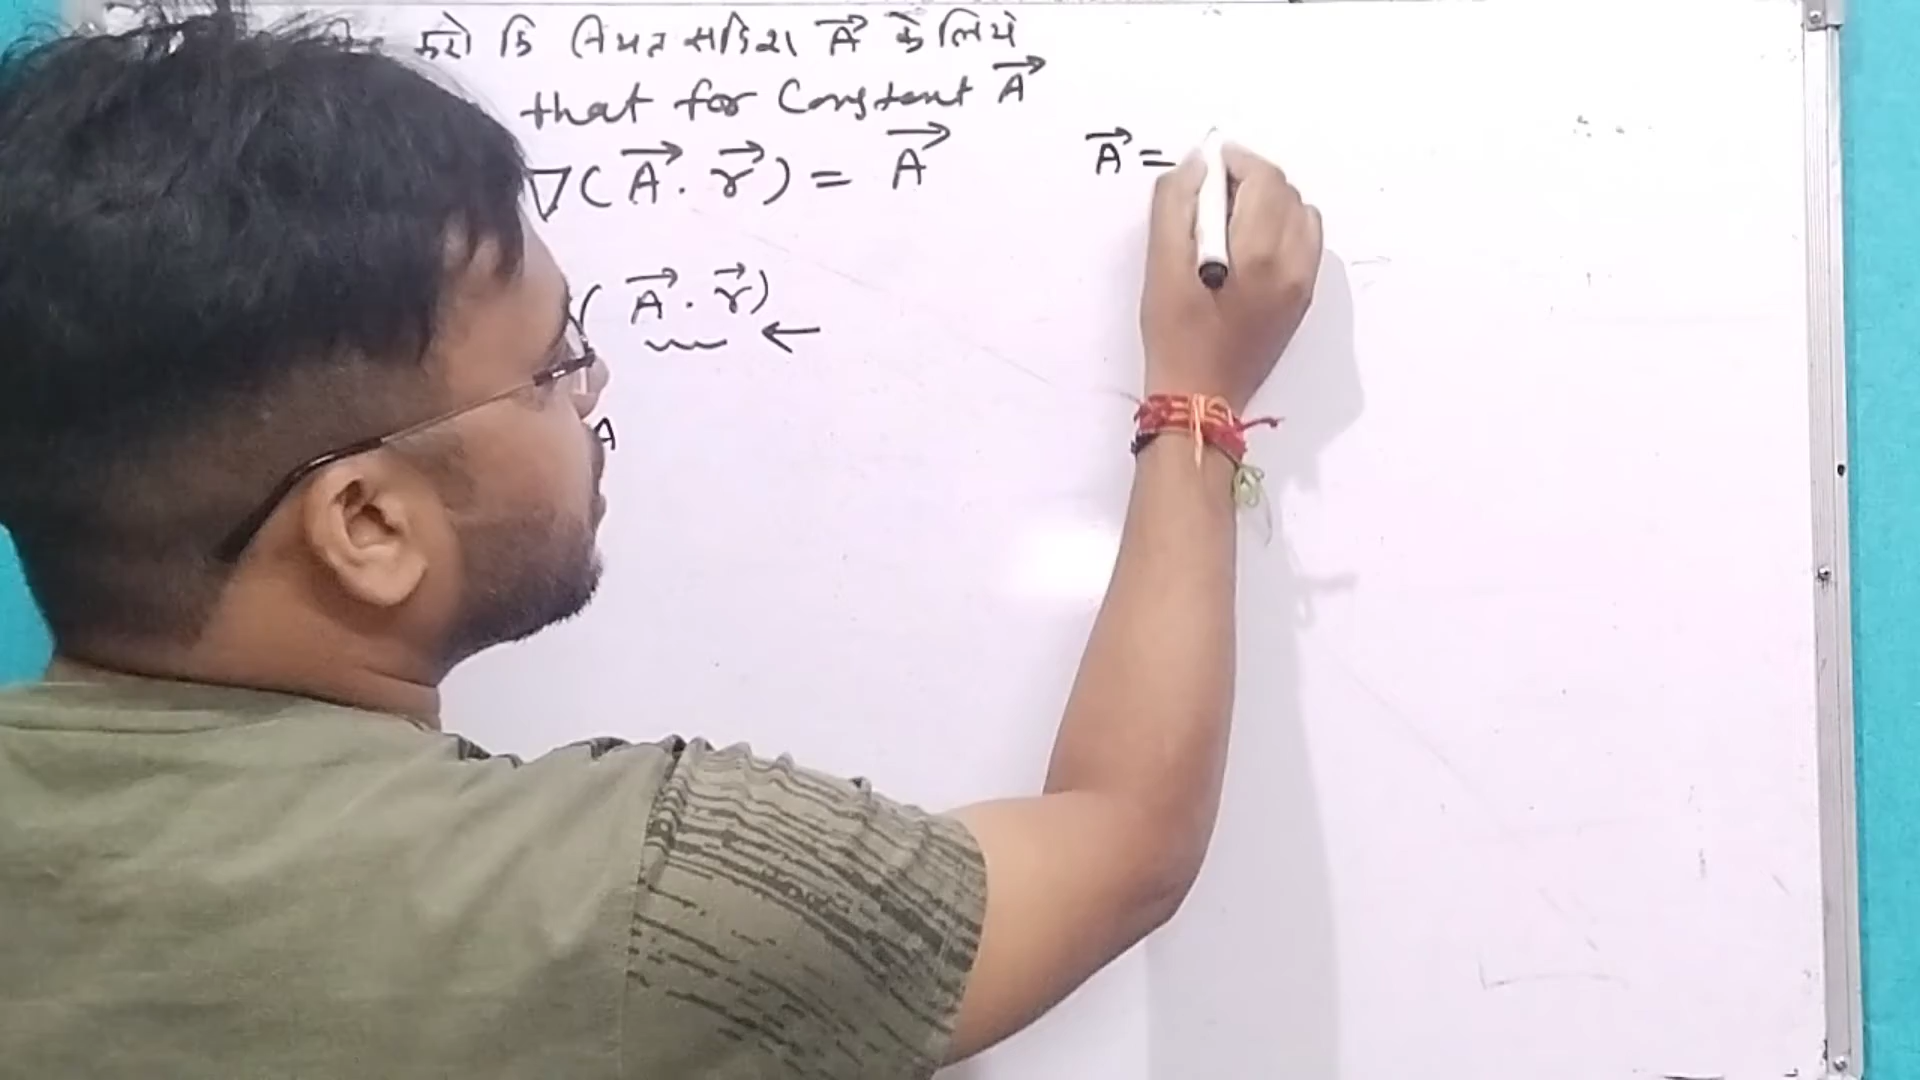 करो कि नियत सदिश A⃗ के लिये
that for Constant A⃗
∇(A⃗ . r⃗) = A⃗
A⃗ =
( A⃗ . r⃗) ←
A